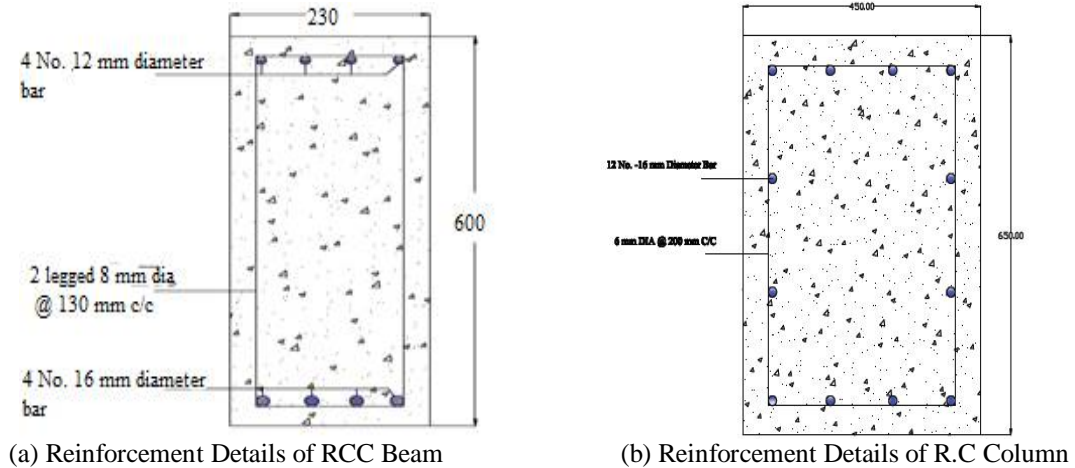 230
4 No. 12 mm diameter
bar
600
2 legged 8 mm dia
@ 130 mm c/c
4 No. 16 mm diameter
bar
(a) Reinforcement Details of RCC Beam
450.00
12 No. -16 mm Diameter Bar
6 mm DIA @ 200 mm C/C
650.00
(b) Reinforcement Details of R.C Column